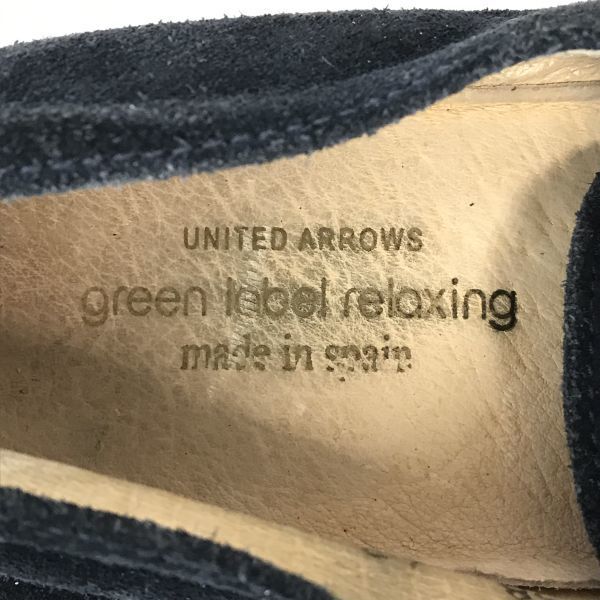 UNITED ARROWS
green label relaxing
made in spain